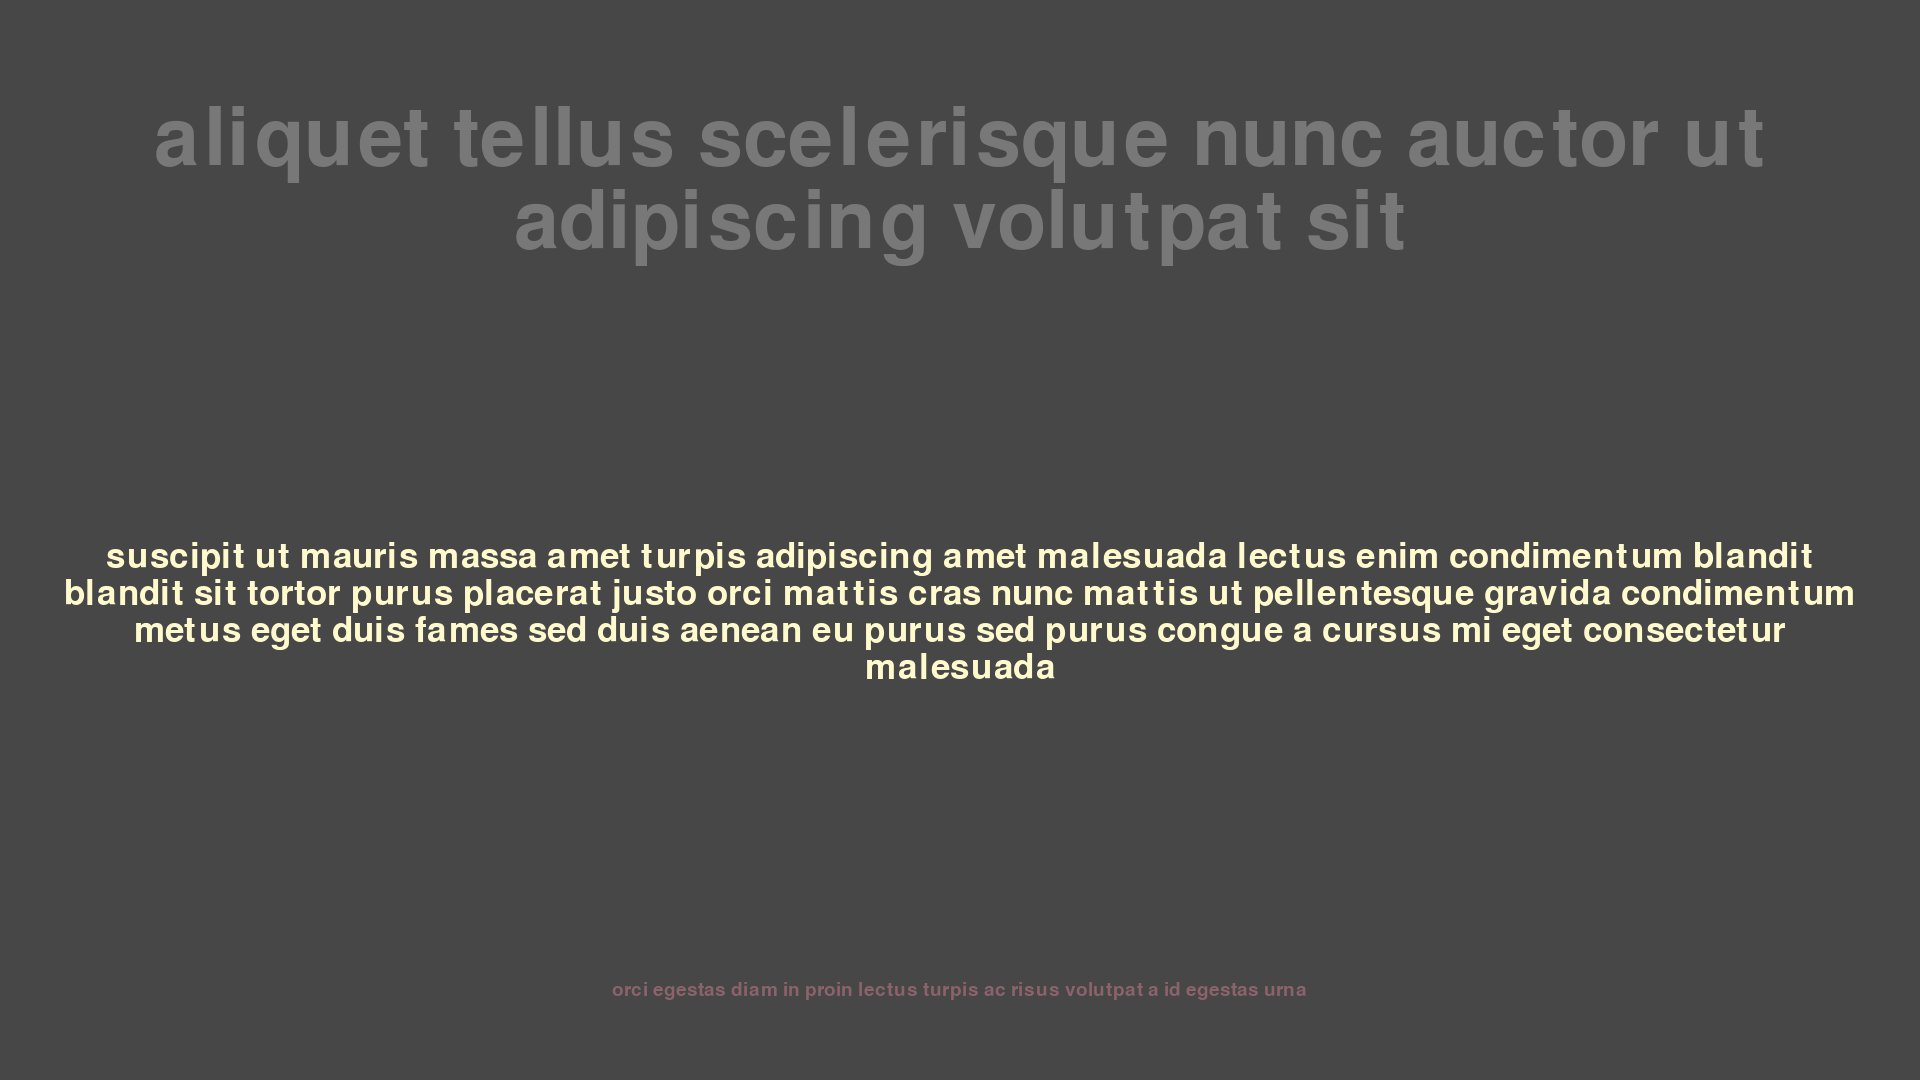 aliquet tellus scelerisque nunc auctor ut
adipiscing volutpat sit
suscipit ut mauris massa amet turpis adipiscing amet malesuada lectus enim condimentum blandit
blandit sit tortor purus placerat justo orci mattis cras nunc mattis ut pellentesque gravida condimentum
metus eget duis fames sed duis aenean eu purus sed purus congue a cursus mi eget consectetur
malesuada
orci egestas diam in proin lectus turpis ac risus volutpat a id egestas urna